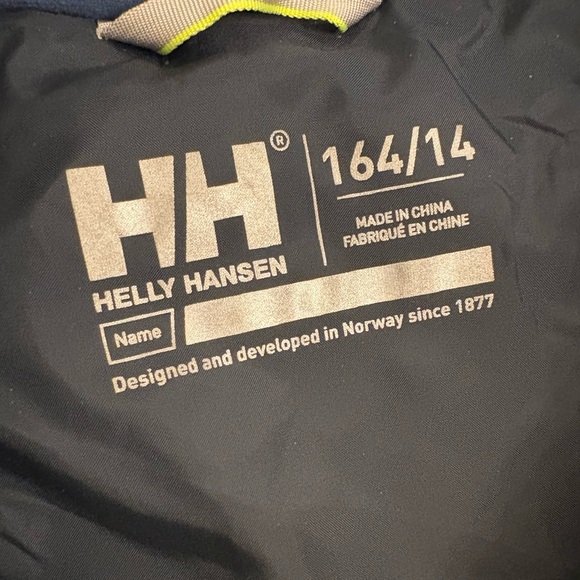 HH®
HELLY HANSEN
164/14
MADE IN CHINA
FABRIQUÉ EN CHINE
Name
Designed and developed in Norway since 1877